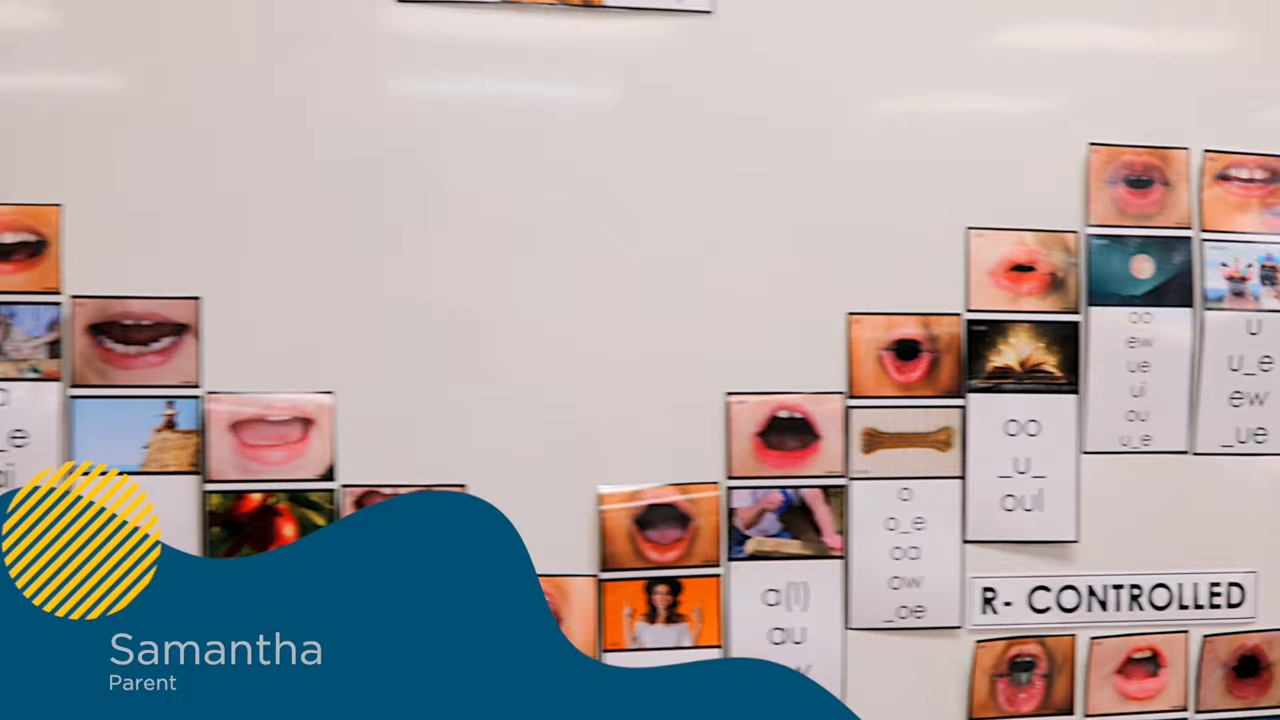 oo
ew
ue
ui
ou
u_e
u
u_e
ew
_ue
_e
oo
_u_
oul
o
o_e
oa
ow
_oe
a(l)
au
R- CONTROLLED
Samantha
Parent